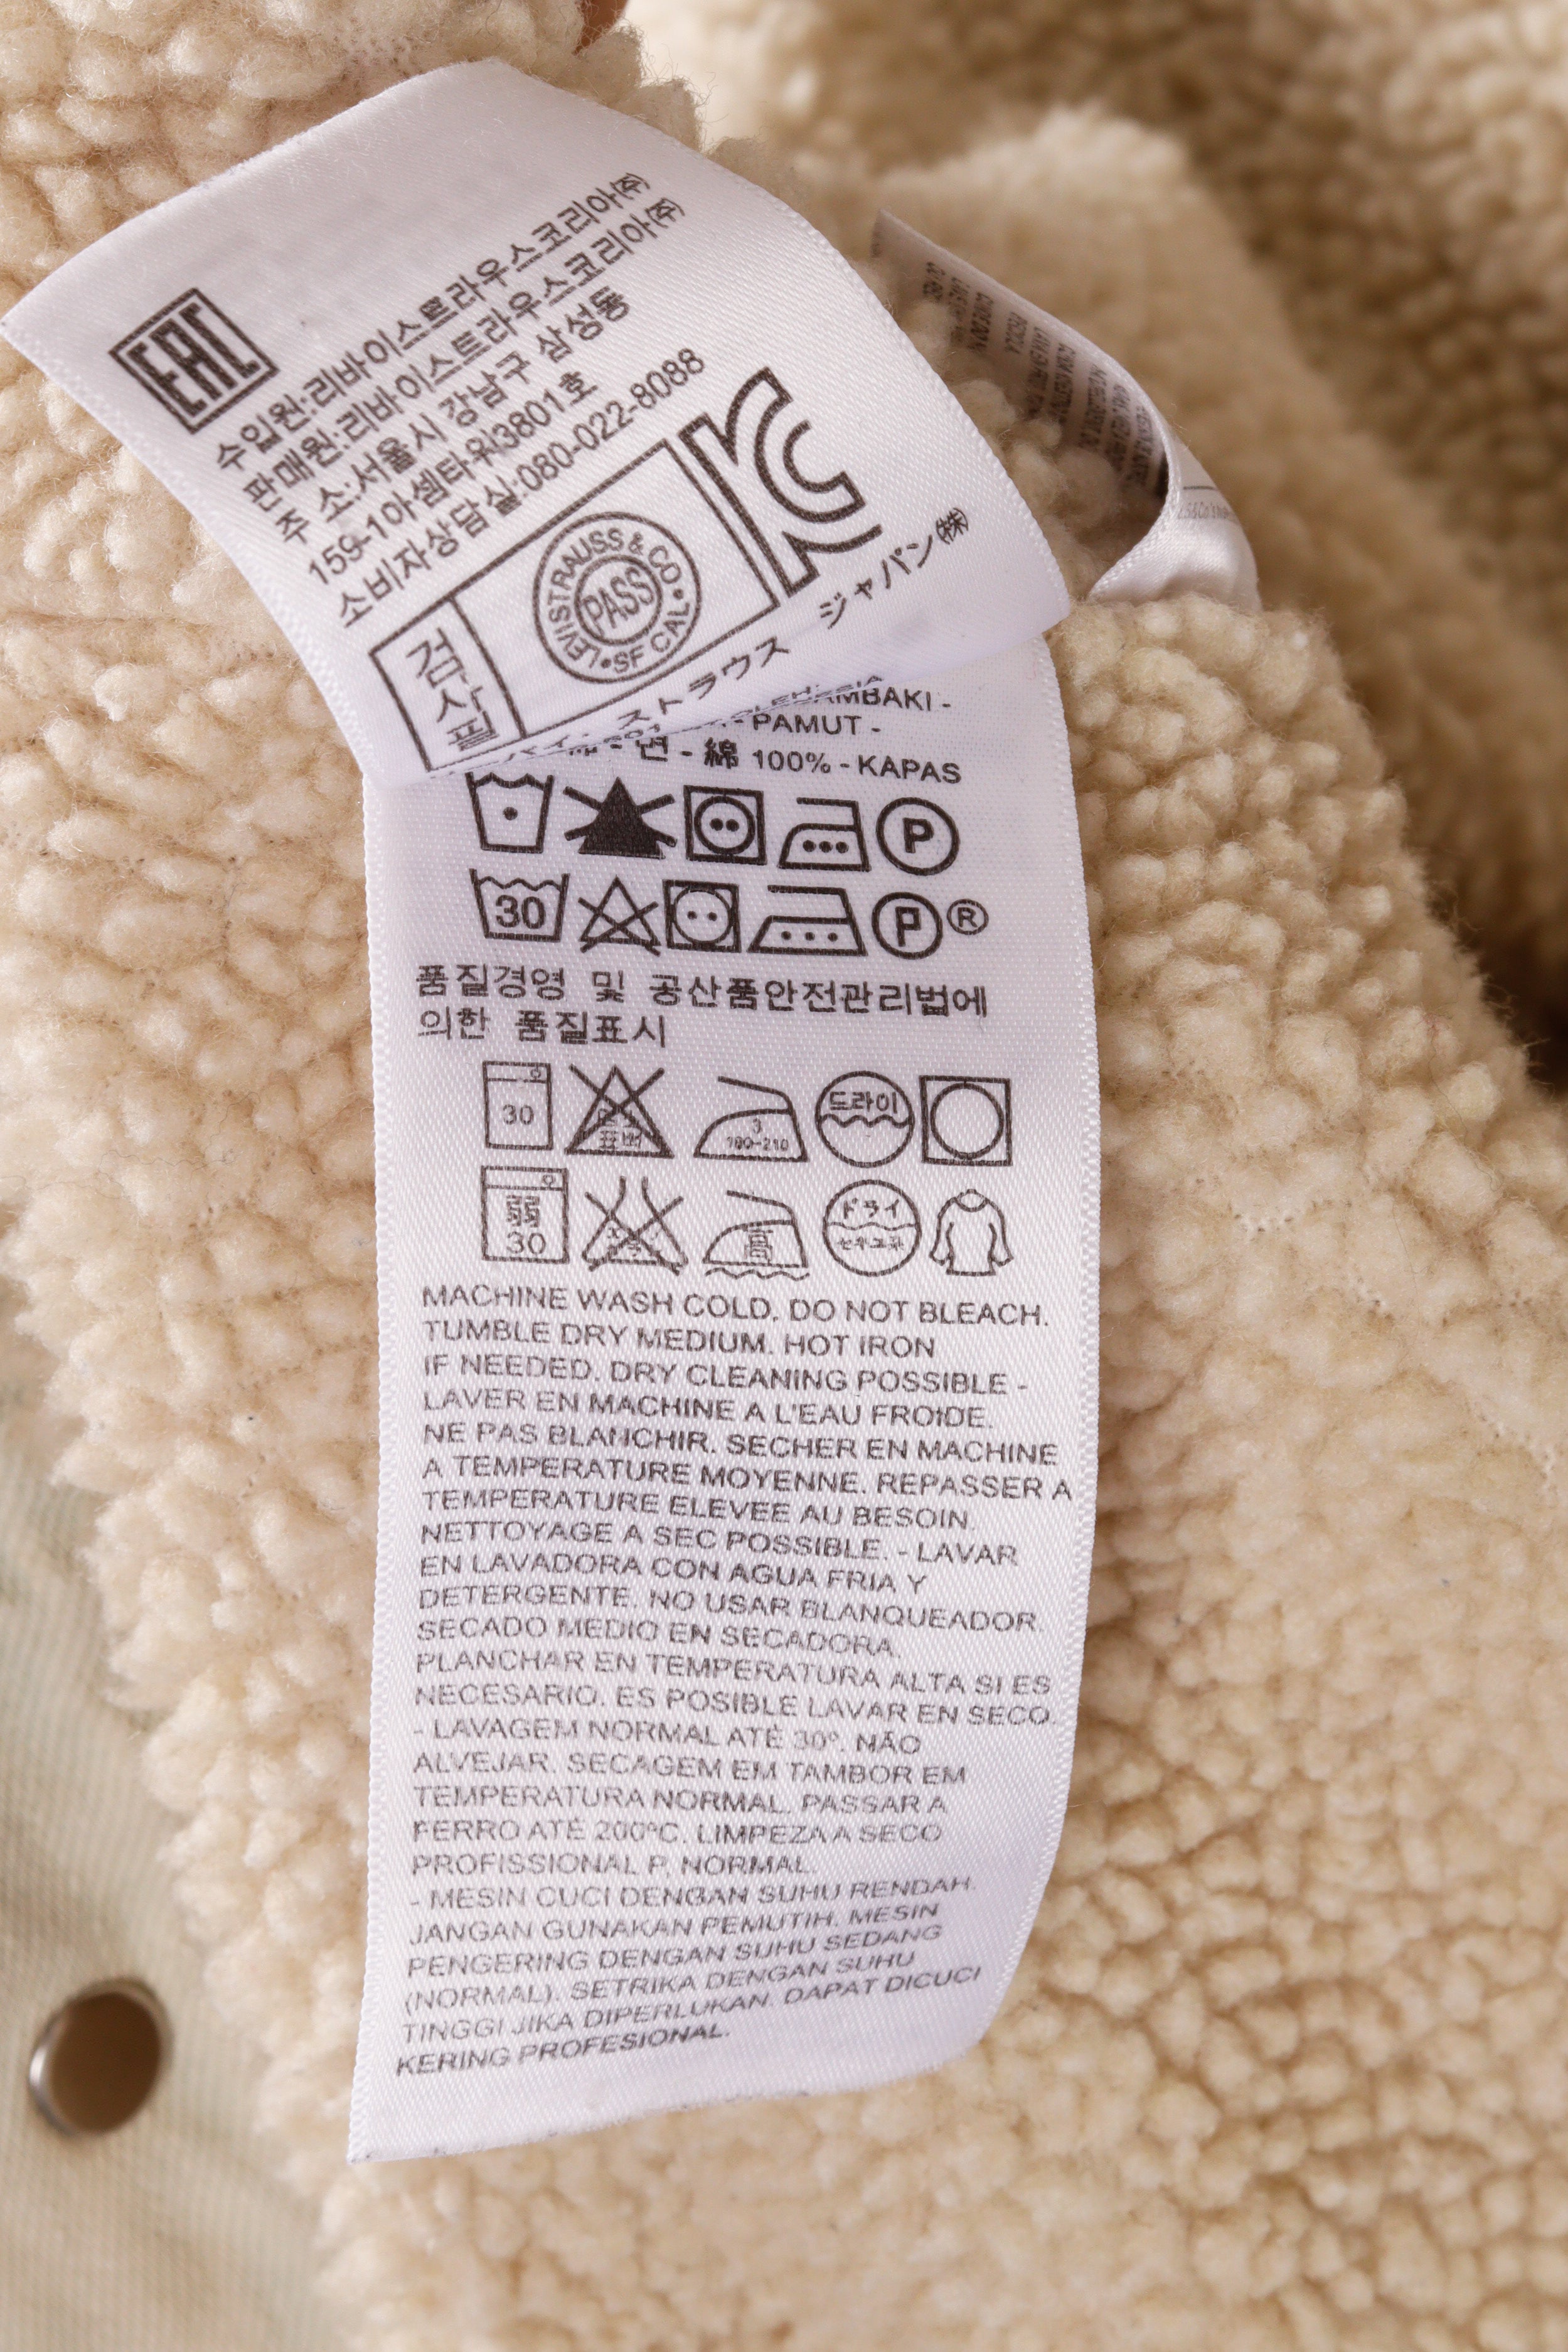 EAC
수입원:리바이스트라우스코리아㈜
판매원:리바이스트라우스코리아㈜
주 소:서울시 강남구 삼성동
159-1아셈타워3801호
소비자상담실:080-022-8088
검사필
LEVI STRAUSS & CO • SF CAL •
PASS
ストラウス ジャパン㈱
- PAMUT -
면 - 綿 100% - KAPAS
P
30 P ®
품질경영 및 공산품안전관리법에
의한 품질표시
30 표백 3 180-210 드라이
弱 30 高 ドライ
MACHINE WASH COLD. DO NOT BLEACH.
TUMBLE DRY MEDIUM. HOT IRON
IF NEEDED. DRY CLEANING POSSIBLE -
LAVER EN MACHINE A L'EAU FROIDE.
NE PAS BLANCHIR. SECHER EN MACHINE
A TEMPERATURE MOYENNE. REPASSER A
TEMPERATURE ELEVEE AU BESOIN.
NETTOYAGE A SEC POSSIBLE. - LAVAR
EN LAVADORA CON AGUA FRIA Y
DETERGENTE. NO USAR BLANQUEADOR.
SECADO MEDIO EN SECADORA.
PLANCHAR EN TEMPERATURA ALTA SI ES
NECESARIO. ES POSIBLE LAVAR EN SECO.
- LAVAGEM NORMAL ATÉ 30º. NÃO
ALVEJAR. SECAGEM EM TAMBOR EM
TEMPERATURA NORMAL. PASSAR A
FERRO ATÉ 200ºC. LIMPEZA A SECO
PROFISSIONAL P, NORMAL.
- MESIN CUCI DENGAN SUHU RENDAH.
JANGAN GUNAKAN PEMUTIH. MESIN
PENGERING DENGAN SUHU SEDANG
(NORMAL). SETRIKA DENGAN SUHU
TINGGI JIKA DIPERLUKAN. DAPAT DICUCI
KERING PROFESIONAL.